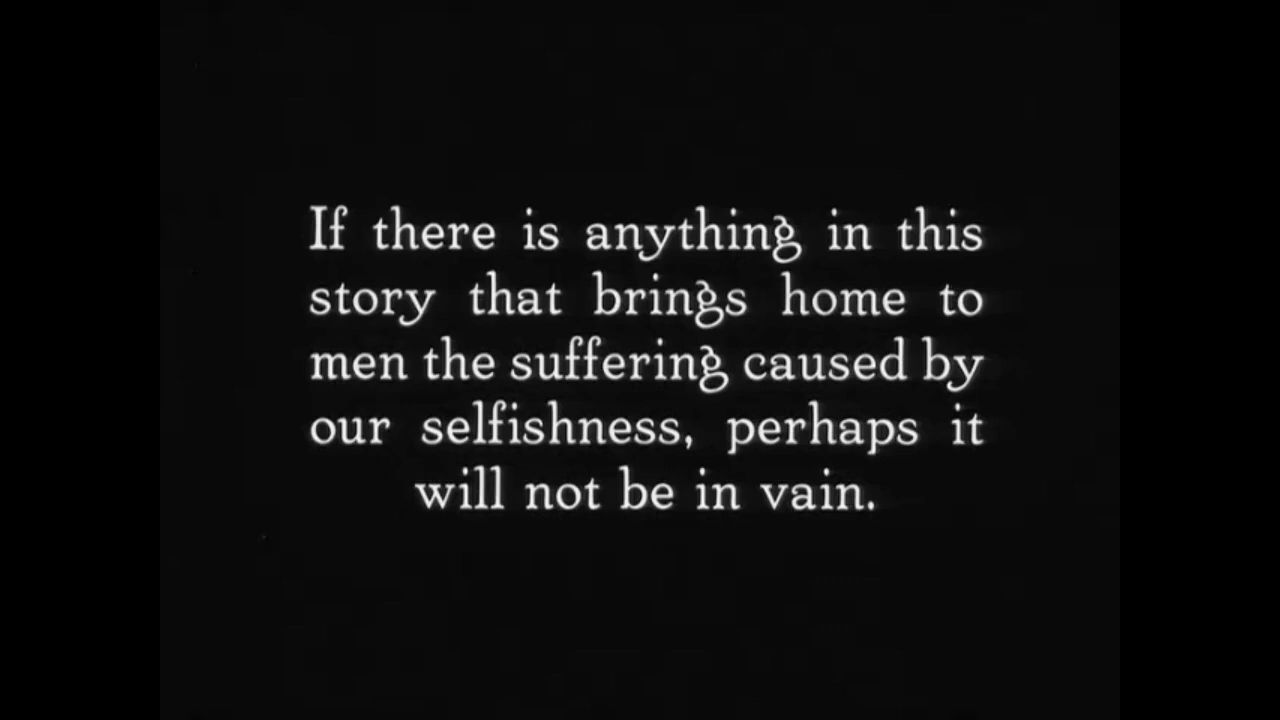 If there is anything in this
story that brings home to
men the suffering caused by
our selfishness, perhaps it
will not be in vain.